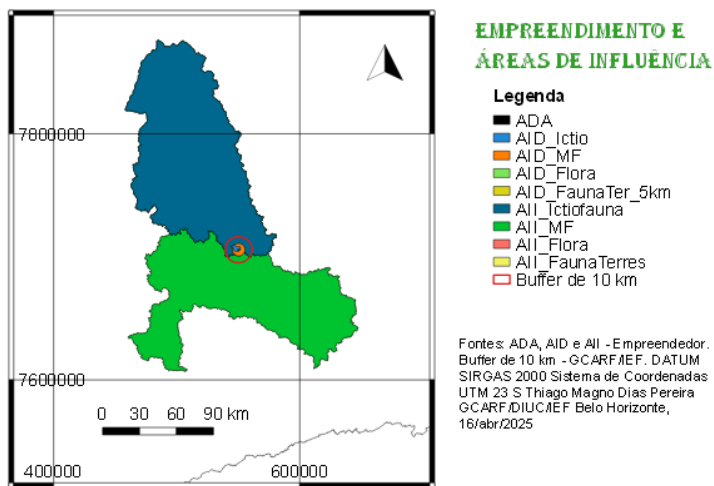 EMPREENDIMENTO E
ÁREAS DE INFLUÊNCIA
Legenda
ADA
AID_Ictio
AID_MF
AID_Flora
AID_FaunaTer_5km
AII_Ictiofauna
AII_MF
AII_Flora
AII_FaunaTerres
Buffer de 10 km
7800000
7600000
0 30 60 90 km
400000 600000
Fontes: ADA, AID e AII - Empreendedor.
Buffer de 10 km - GCARF/IEF. DATUM
SIRGAS 2000 Sistema de Coordenadas
UTM 23 S Thiago Magno Dias Pereira
GCARF/DIUC/IEF Belo Horizonte,
16/abr/2025